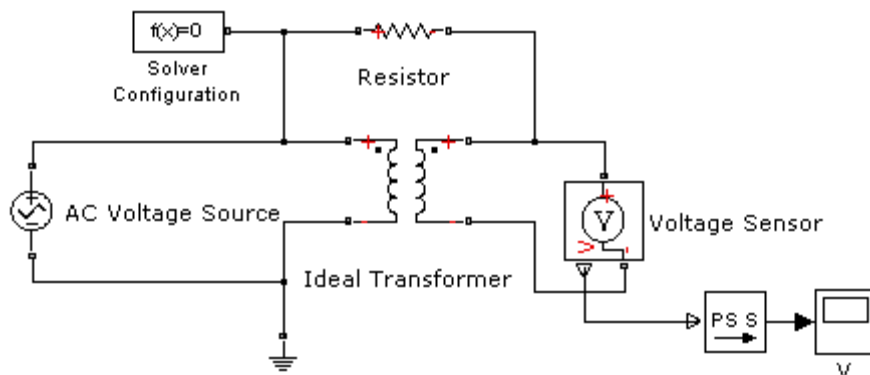 f(x)=0
Solver
Configuration
Resistor
AC Voltage Source
Ideal Transformer
V
Voltage Sensor
V
PS S
V